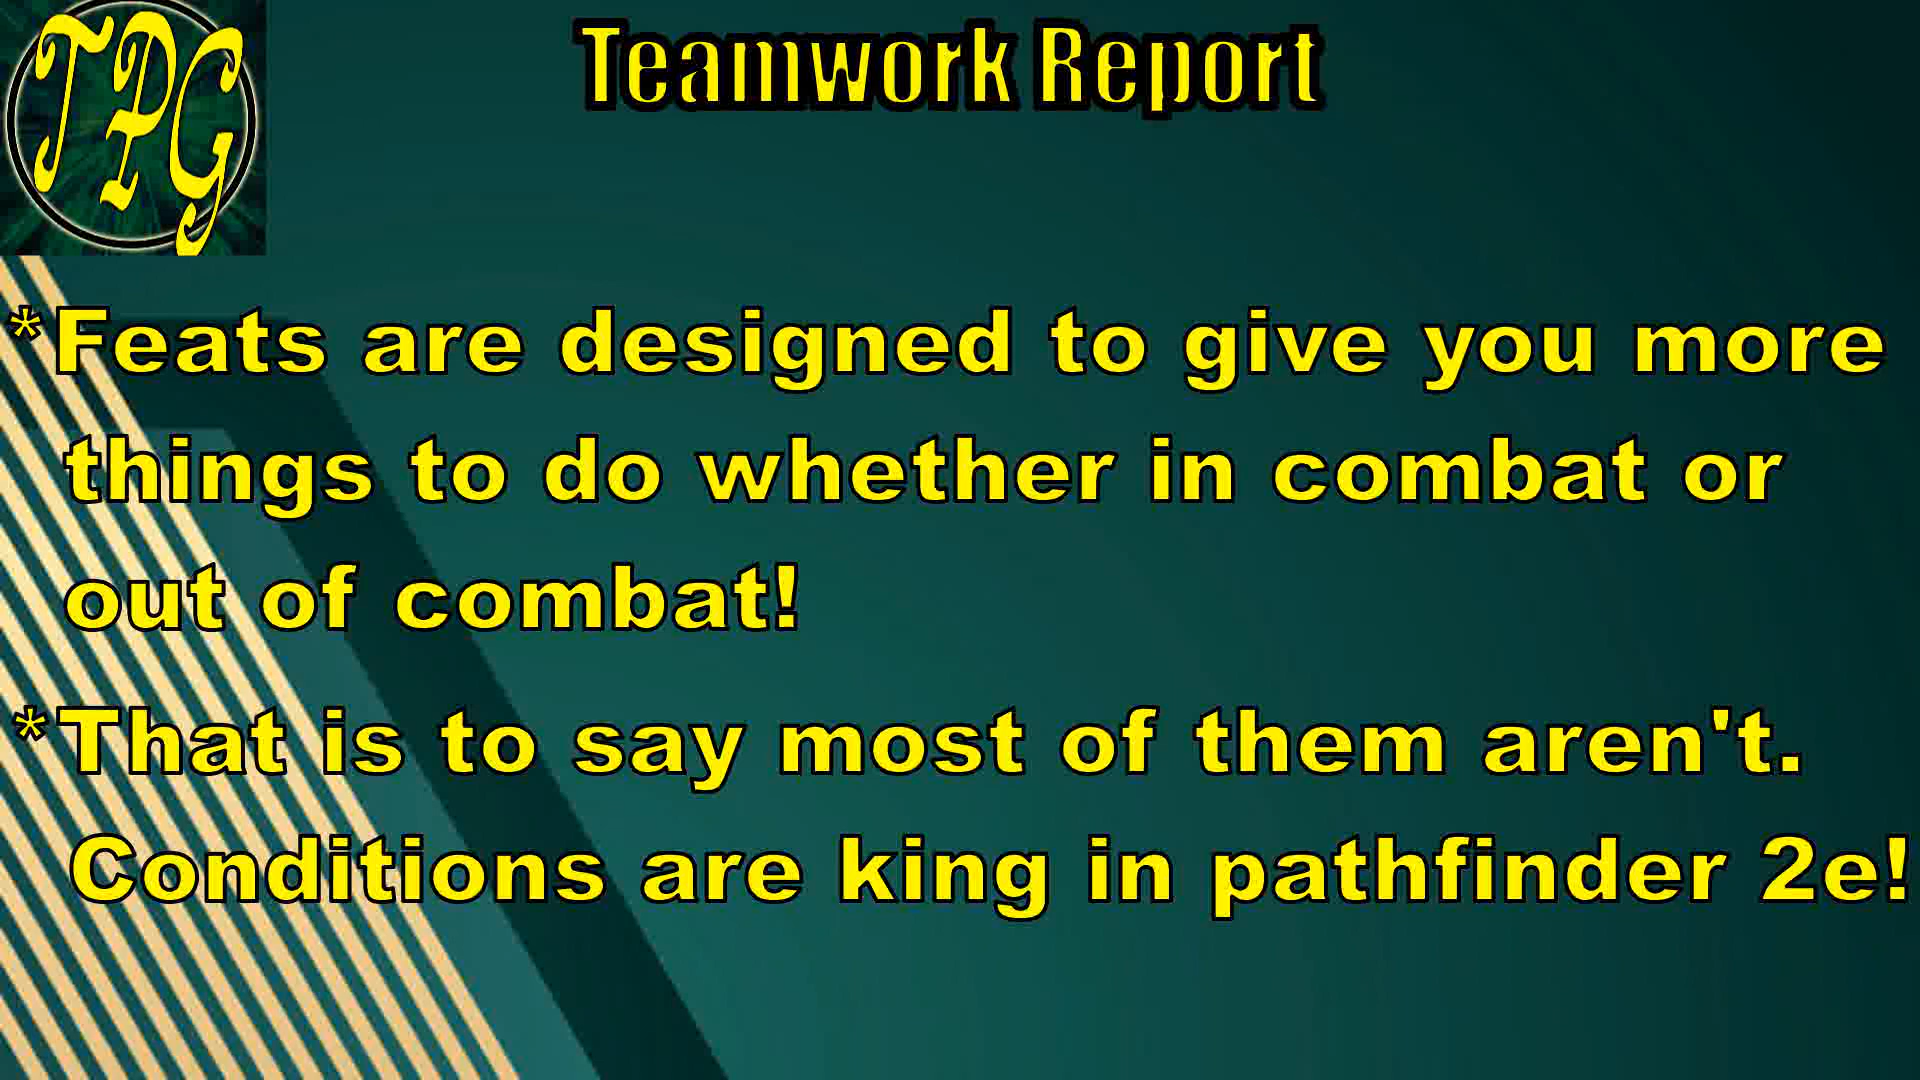 TPG
Teamwork Report
*Feats are designed to give you more
things to do whether in combat or
out of combat!
*That is to say most of them aren't.
Conditions are king in pathfinder 2e!